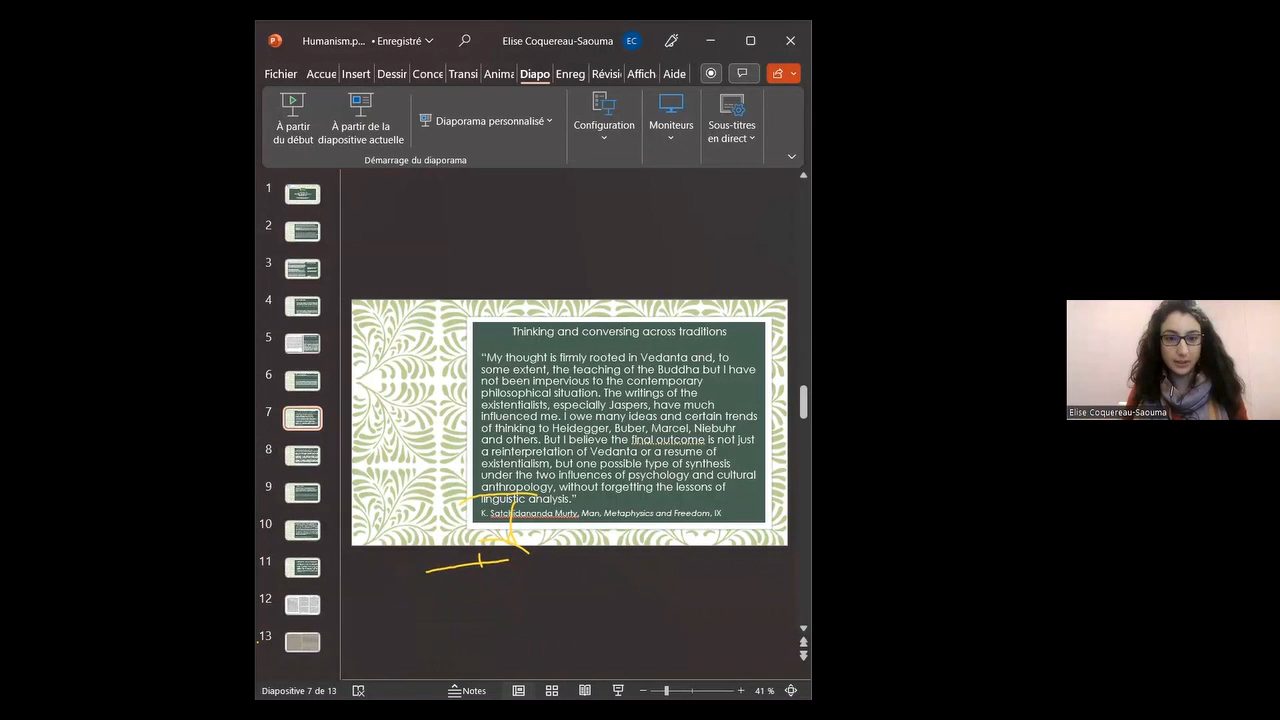 Humanism.p... • Enregistré
Elise Coquereau-Saouma EC
Fichier Accue Insert Dessir Conce Transi Anima Diapo Enreg Révisi Affich Aide
À partir du début
À partir de la diapositive actuelle
Diaporama personnalisé
Configuration
Moniteurs
Sous-titres en direct
Démarrage du diaporama
1
2
3
4
5
6
7
8
9
10
11
12
13
Thinking and conversing across traditions
“My thought is firmly rooted in Vedanta and, to
some extent, the teaching of the Buddha but I have
not been impervious to the contemporary
philosophical situation. The writings of the
existentialists, especially Jaspers, have much
influenced me. I owe many ideas and certain trends
of thinking to Heidegger, Buber, Marcel, Niebuhr
and others. But I believe the final outcome is not just
a reinterpretation of Vedanta or a resume of
existentialism, but one possible type of synthesis
under the two influences of psychology and cultural
anthropology, without forgetting the lessons of
linguistic analysis.”
K. Satchidananda Murty, Man, Metaphysics and Freedom, IX
Elise Coquereau-Saouma
Diapositive 7 de 13
Notes
41 %